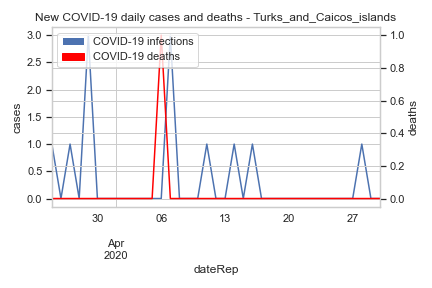 New COVID-19 daily cases and deaths - Turks_and_Caicos_islands
COVID-19 infections
COVID-19 deaths
3.0
2.5
2.0
1.5
1.0
0.5
0.0
cases
1.0
0.8
0.6
0.4
0.2
0.0
deaths
30
06
13
20
27
Apr
2020
dateRep